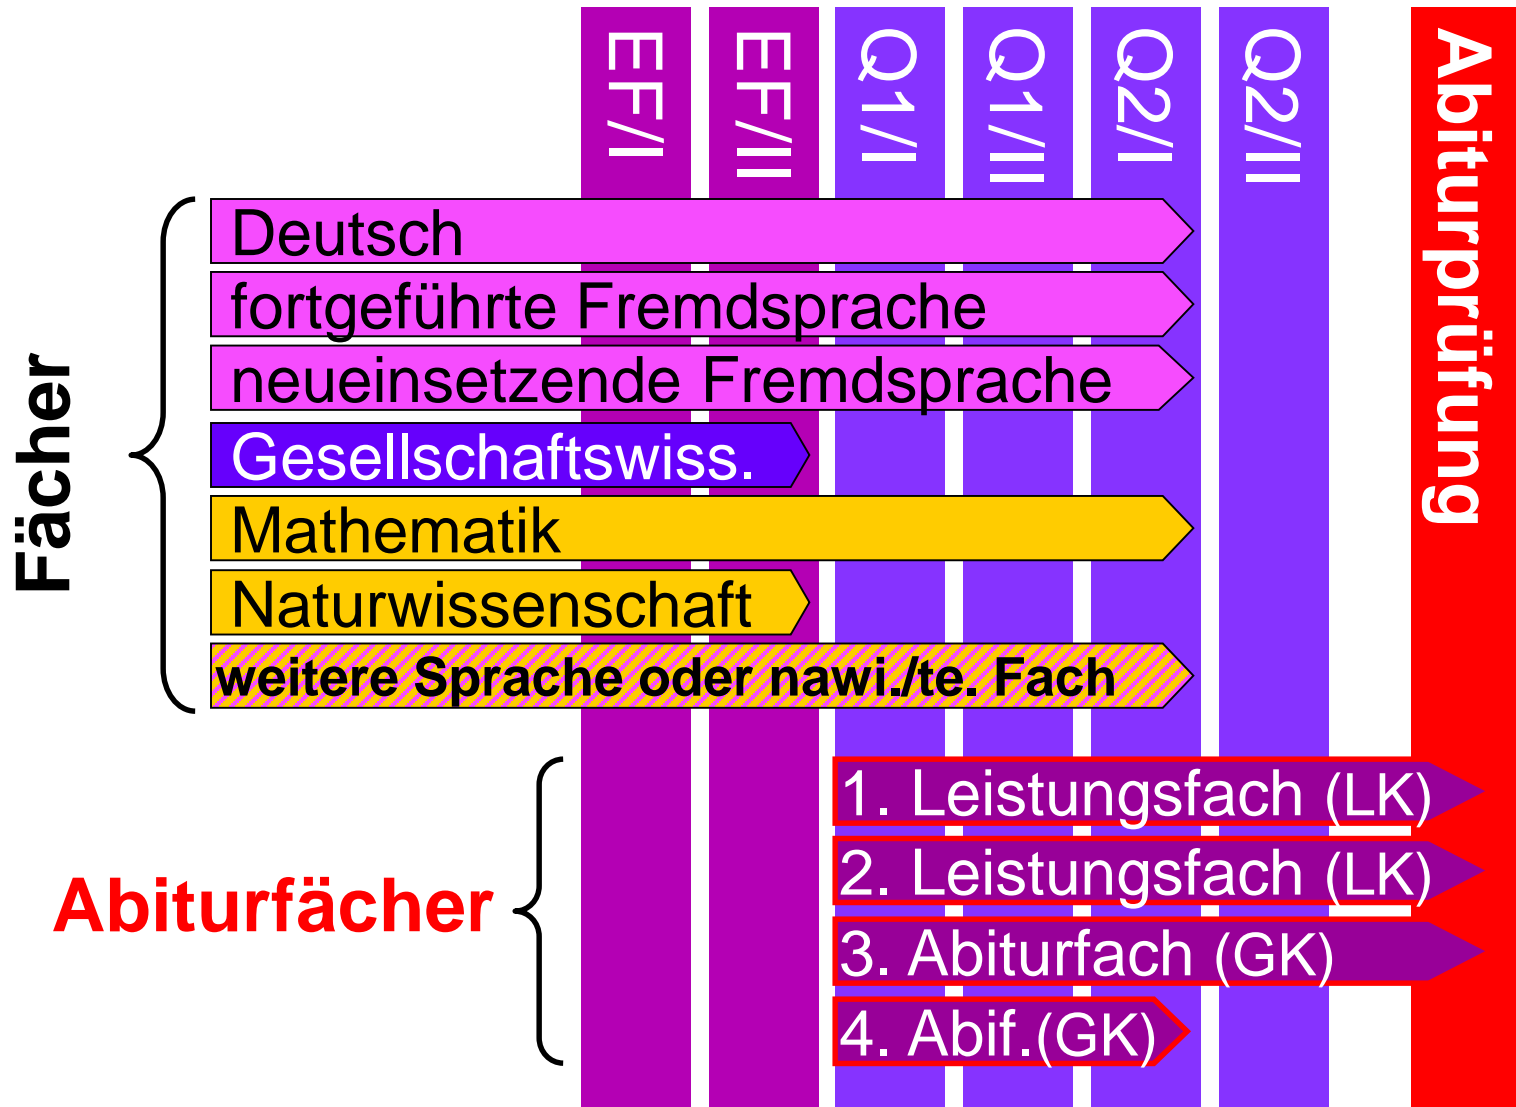 EF/I
EF/II
Q1/I
Q1/II
Q2/I
Q2/II
Abiturprüfung
Fächer
Deutsch
fortgeführte Fremdsprache
neueinsetzende Fremdsprache
Gesellschaftswiss.
Mathematik
Naturwissenschaft
weitere Sprache oder nawi./te. Fach
Abiturfächer
1. Leistungsfach (LK)
2. Leistungsfach (LK)
3. Abiturfach (GK)
4. Abif.(GK)